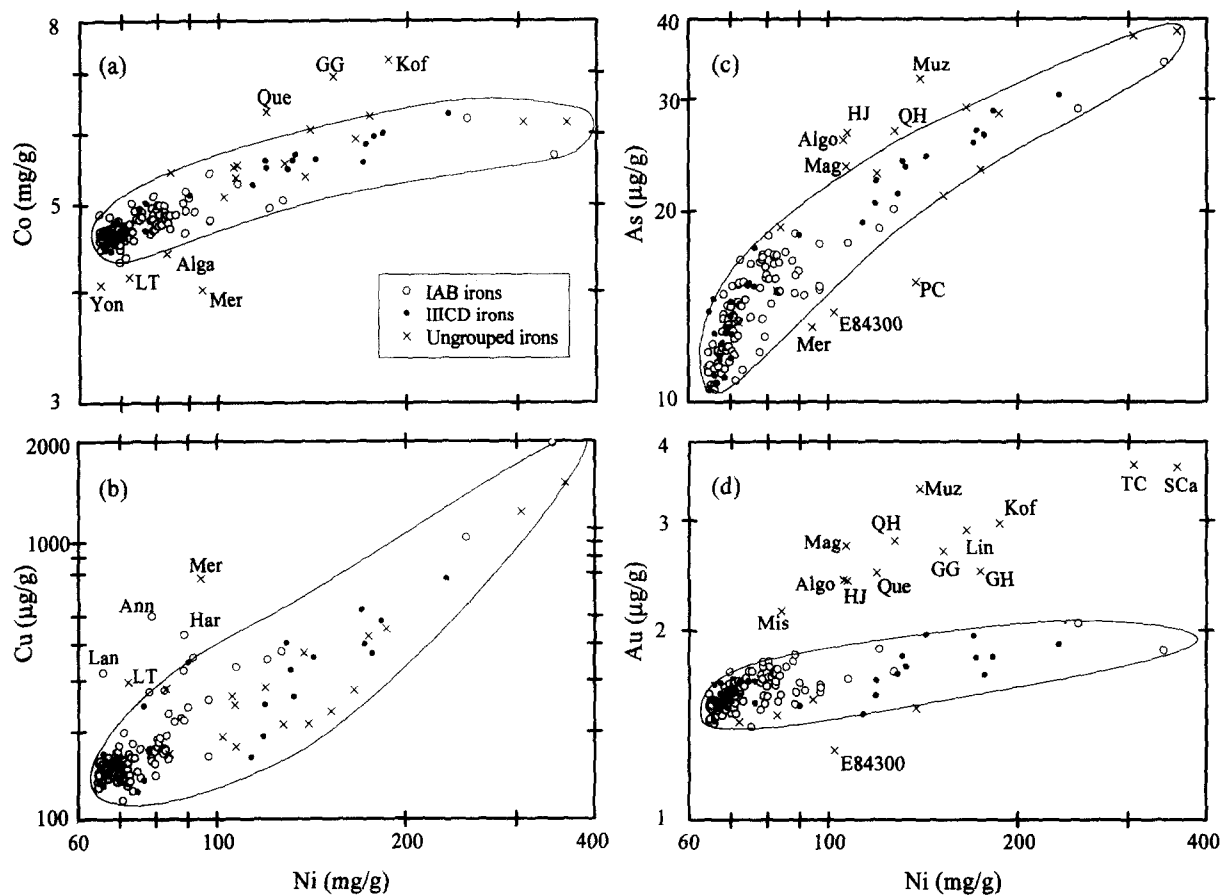 (a)
8
5
3
Co (mg/g)
GG
Kof
Que
Yon
LT
Alga
Mer
IAB irons
IIICD irons
Ungrouped irons
(c)
40
30
20
10
As (µg/g)
Muz
HJ
QH
Algo
Mag
PC
E84300
Mer
(b)
2000
1000
100
Cu (µg/g)
Mer
Ann
Har
Lan
LT
60
100
200
400
Ni (mg/g)
(d)
4
3
2
1
Au (µg/g)
TC
SCa
Muz
Kof
QH
Mag
Lin
GG
GH
Algo
HJ
Que
Mis
E84300
60
100
200
400
Ni (mg/g)